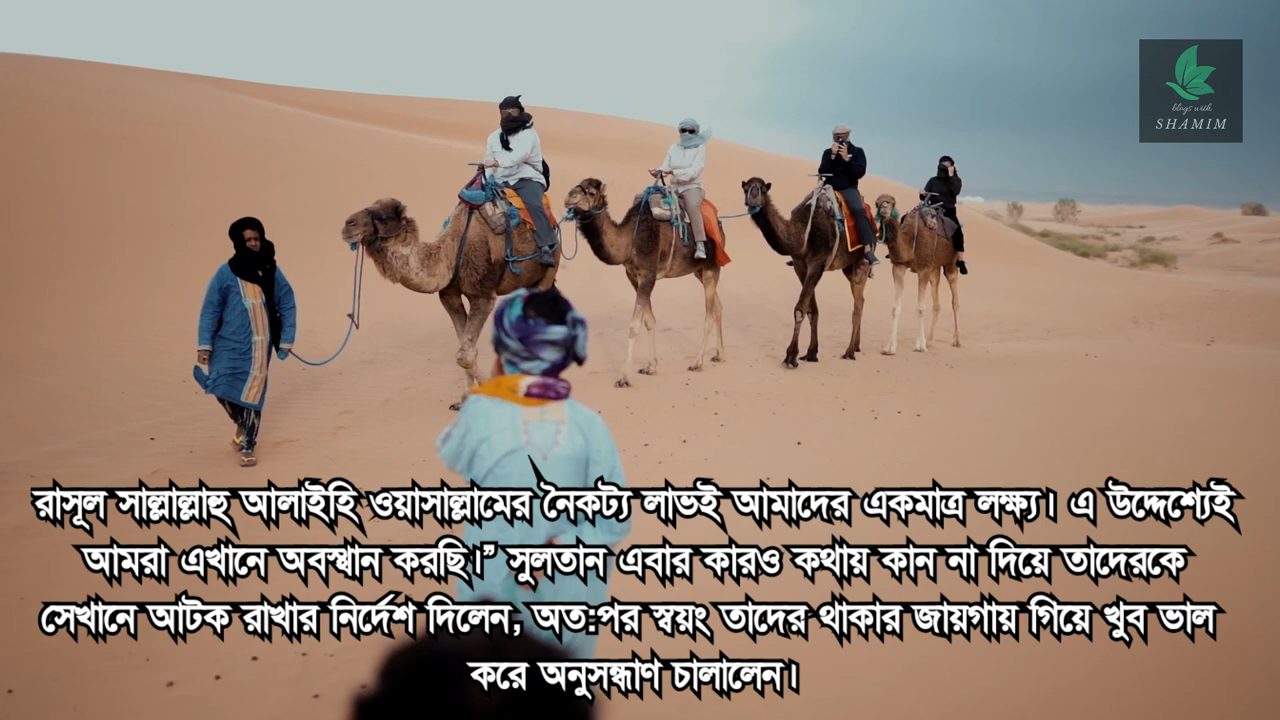 blogs with
SHAMIM
রাসূল সাল্লাল্লাহু আলাইহি ওয়াসাল্লামের নৈকট্য লাভই আমাদের একমাত্র লক্ষ্য। এ উদ্দেশ্যেই
আমরা এখানে অবস্থান করছি।” সুলতান এবার কারও কথায় কান না দিয়ে তাদেরকে
সেখানে আটক রাখার নির্দেশ দিলেন, অত:পর স্বয়ং তাদের থাকার জায়গায় গিয়ে খুব ভাল
করে অনুসন্ধাণ চালালেন।